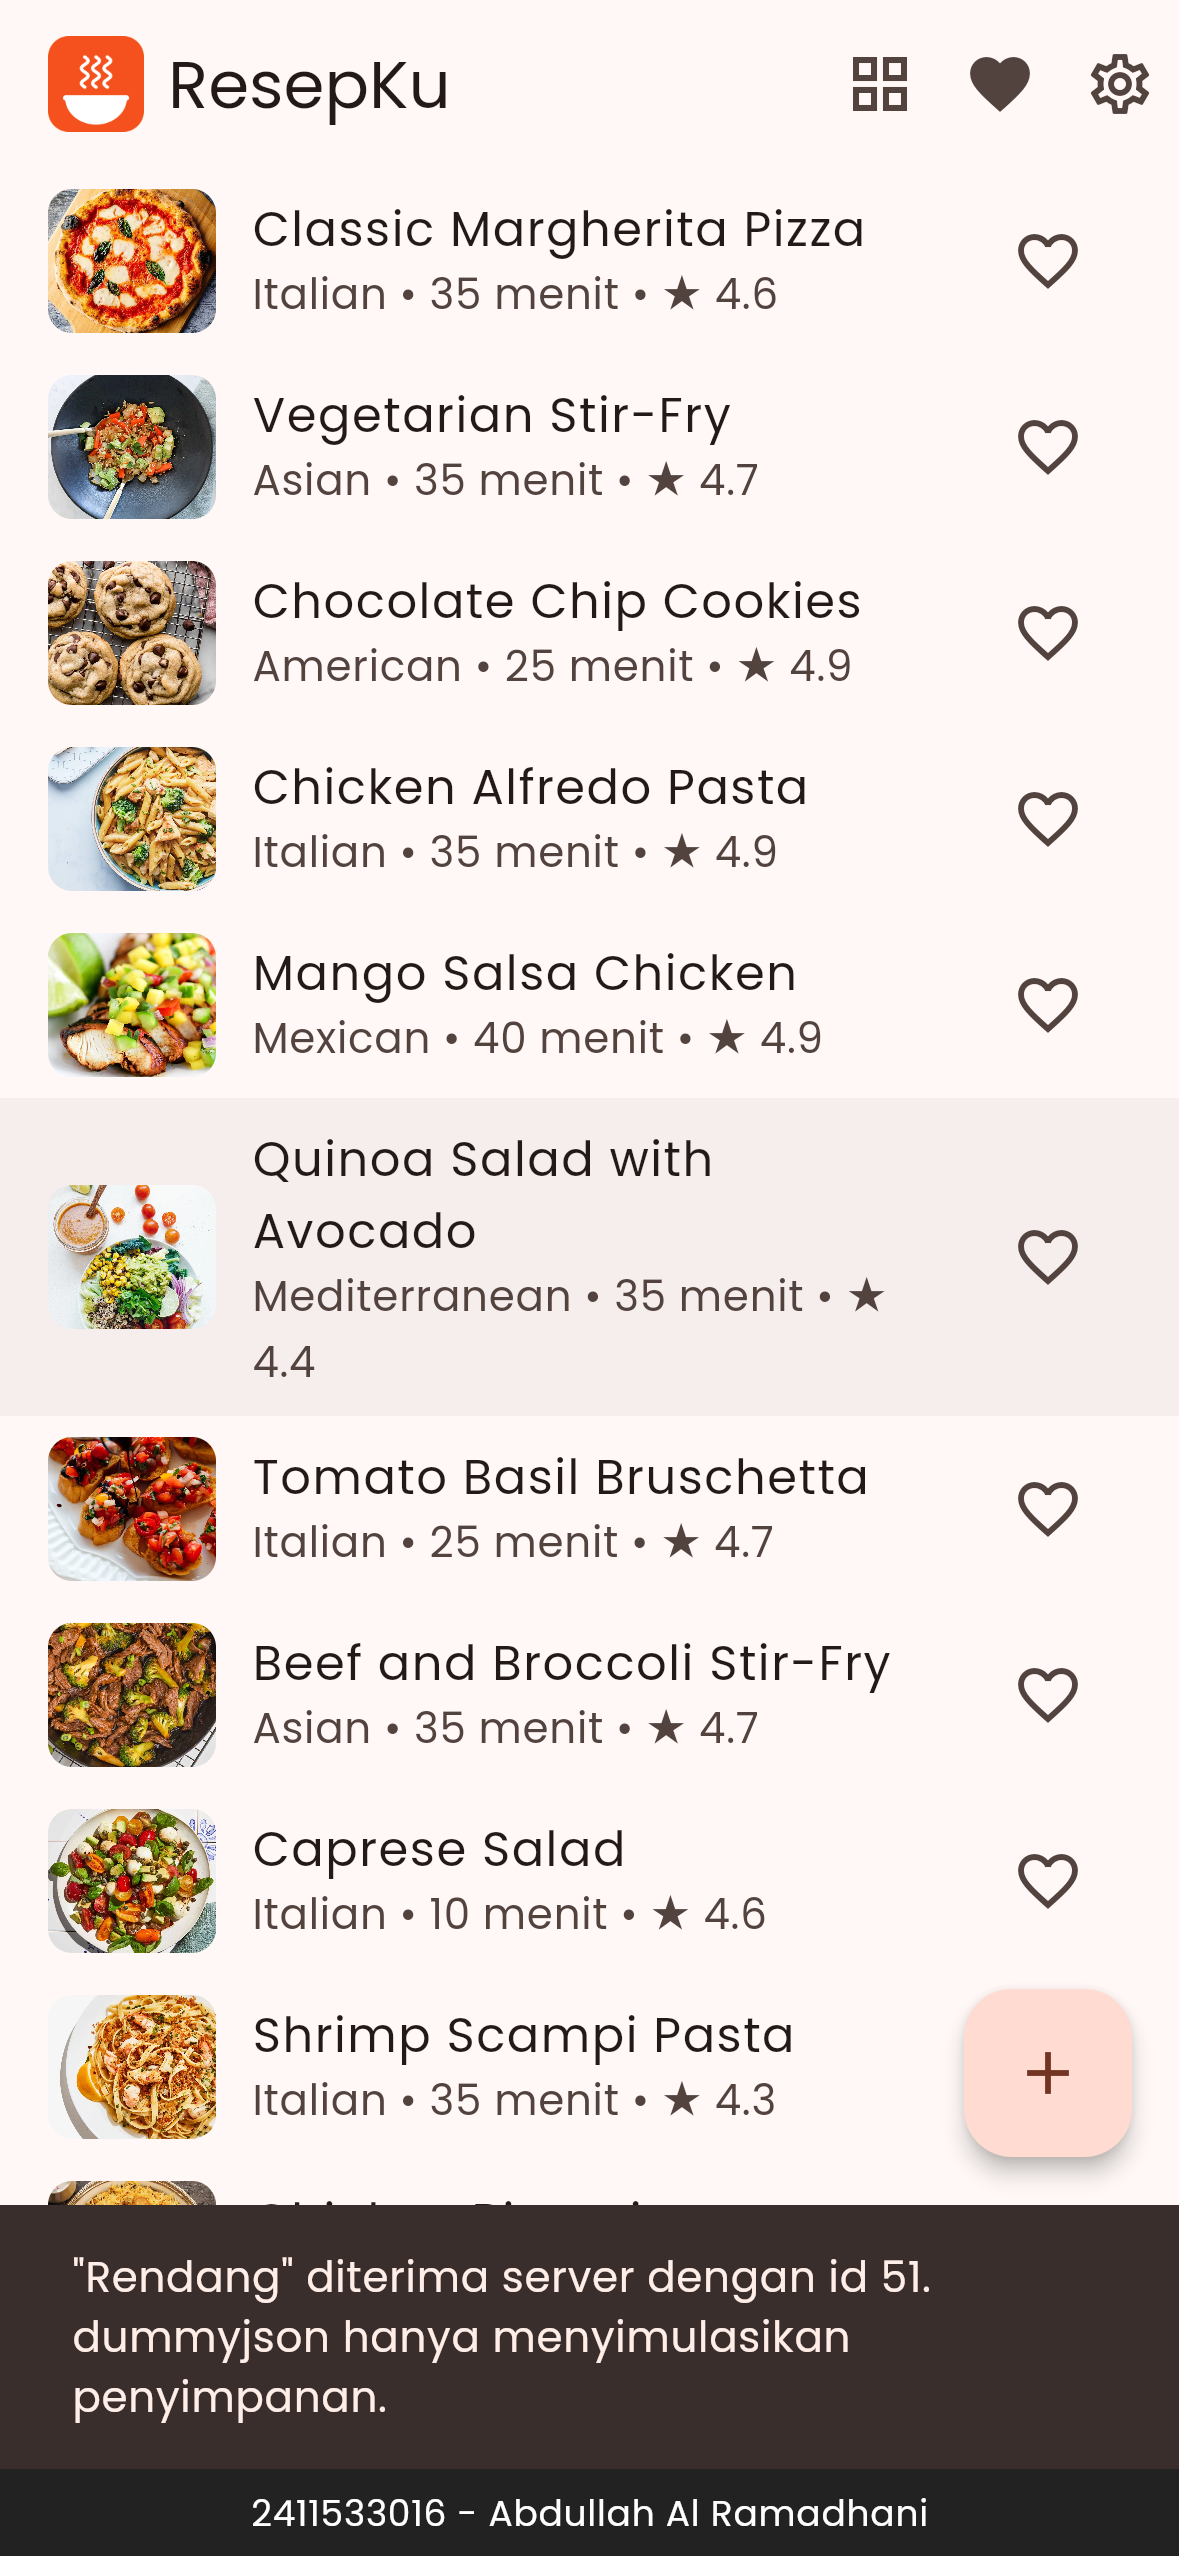 ResepKu
Classic Margherita Pizza
Italian • 35 menit • ★ 4.6
Vegetarian Stir-Fry
Asian • 35 menit • ★ 4.7
Chocolate Chip Cookies
American • 25 menit • ★ 4.9
Chicken Alfredo Pasta
Italian • 35 menit • ★ 4.9
Mango Salsa Chicken
Mexican • 40 menit • ★ 4.9
Quinoa Salad with
Avocado
Mediterranean • 35 menit • ★
4.4
Tomato Basil Bruschetta
Italian • 25 menit • ★ 4.7
Beef and Broccoli Stir-Fry
Asian • 35 menit • ★ 4.7
Caprese Salad
Italian • 10 menit • ★ 4.6
Shrimp Scampi Pasta
Italian • 35 menit • ★ 4.3
"Rendang" diterima server dengan id 51.
dummyjson hanya menyimulasikan
penyimpanan.
2411533016 - Abdullah Al Ramadhani